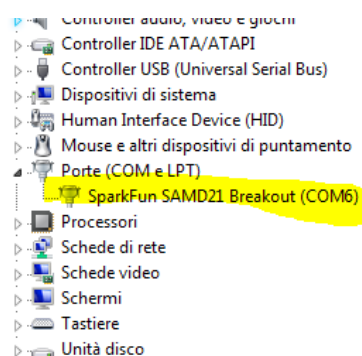 Controller audio, video e giochi
Controller IDE ATA/ATAPI
Controller USB (Universal Serial Bus)
Dispositivi di sistema
Human Interface Device (HID)
Mouse e altri dispositivi di puntamento
Porte (COM e LPT)
SparkFun SAMD21 Breakout (COM6)
Processori
Schede di rete
Schede video
Schermi
Tastiere
Unità disco